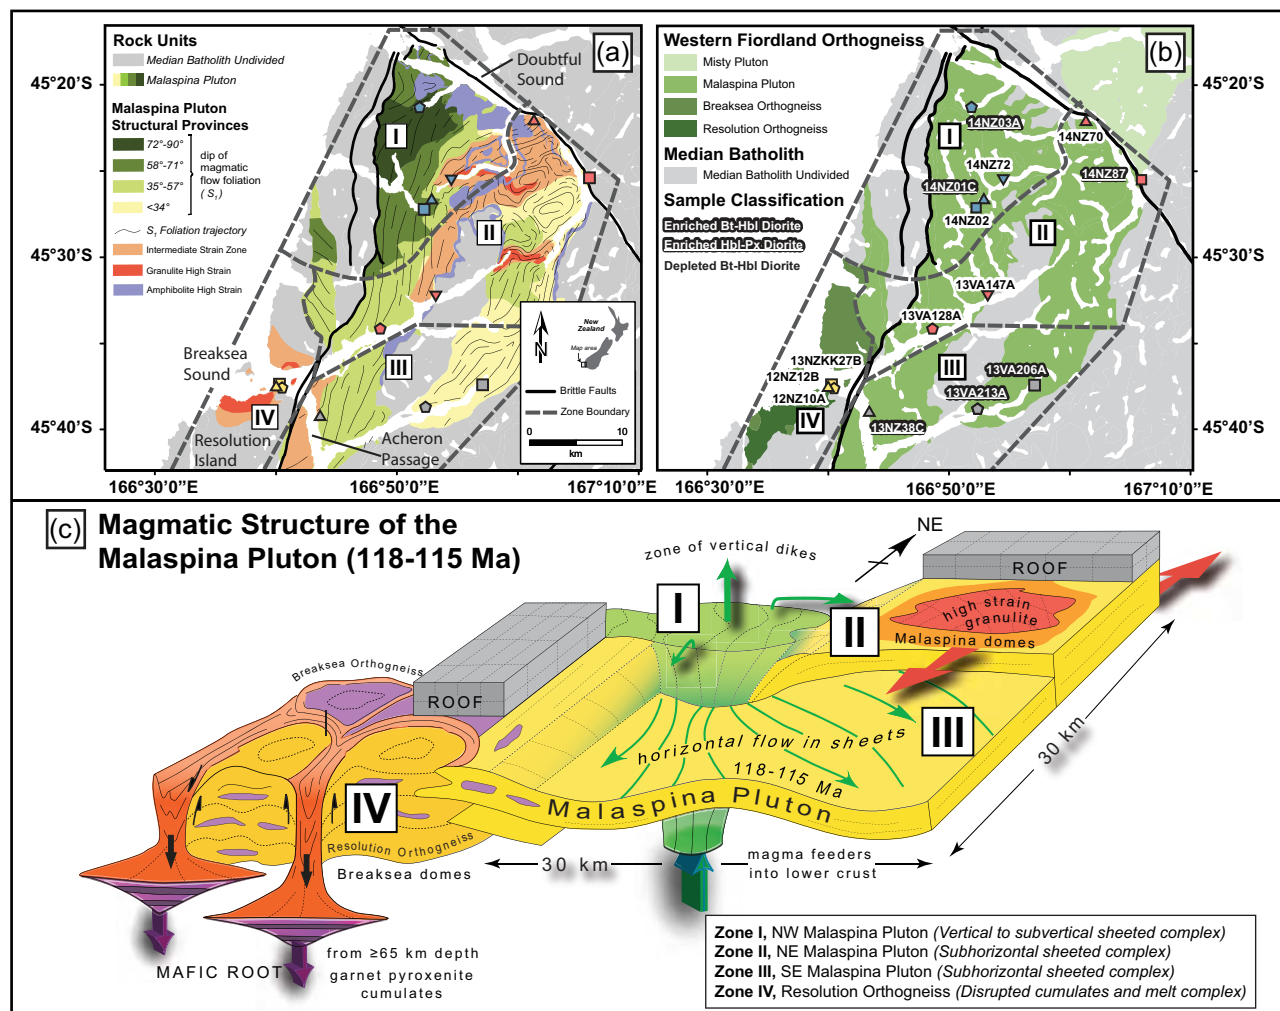 Rock Units
Median Batholith Undivided
Malaspina Pluton
Malaspina Pluton
Structural Provinces
72°-90°
58°-71°
35°-57°
<34°
dip of
magmatic
flow foliation
(S1)
S1 Foliation trajectory
Intermediate Strain Zone
Granulite High Strain
Amphibolite High Strain
(a)
Doubtful
Sound
I
II
III
IV
Breaksea
Sound
Resolution
Island
Acheron
Passage
New
Zealand
Map area
N
Brittle Faults
Zone Boundary
0 10
km
45°20'S
45°30'S
45°40'S
166°30'0"E 166°50'0"E 167°10'0"E
Western Fiordland Orthogneiss
Misty Pluton
Malaspina Pluton
Breaksea Orthogneiss
Resolution Orthogneiss
Median Batholith
Median Batholith Undivided
Sample Classification
Enriched Bt-Hbl Diorite
Enriched Hbl-Px Diorite
Depleted Bt-Hbl Diorite
(b)
I
II
III
IV
14NZ03A
14NZ70
14NZ72
14NZ87
14NZ01C
14NZ02
13VA147A
13VA128A
13NZKK27B
12NZ12B
12NZ10A
13VA206A
13VA213A
13NZ38C
45°20'S
45°30'S
45°40'S
166°30'0"E 166°50'0"E 167°10'0"E
(c) Magmatic Structure of the
Malaspina Pluton (118-115 Ma)
zone of vertical dikes
NE
ROOF
I
II
high strain
granulite
Malaspina domes
Breaksea Orthogneiss
ROOF
III
horizontal flow in sheets
118-115 Ma
Malaspina Pluton
30 km
IV
Resolution Orthogneiss
Breaksea domes
30 km
magma feeders
into lower crust
MAFIC ROOT
from ≥65 km depth
garnet pyroxenite
cumulates
Zone I, NW Malaspina Pluton (Vertical to subvertical sheeted complex)
Zone II, NE Malaspina Pluton (Subhorizontal sheeted complex)
Zone III, SE Malaspina Pluton (Subhorizontal sheeted complex)
Zone IV, Resolution Orthogneiss (Disrupted cumulates and melt complex)